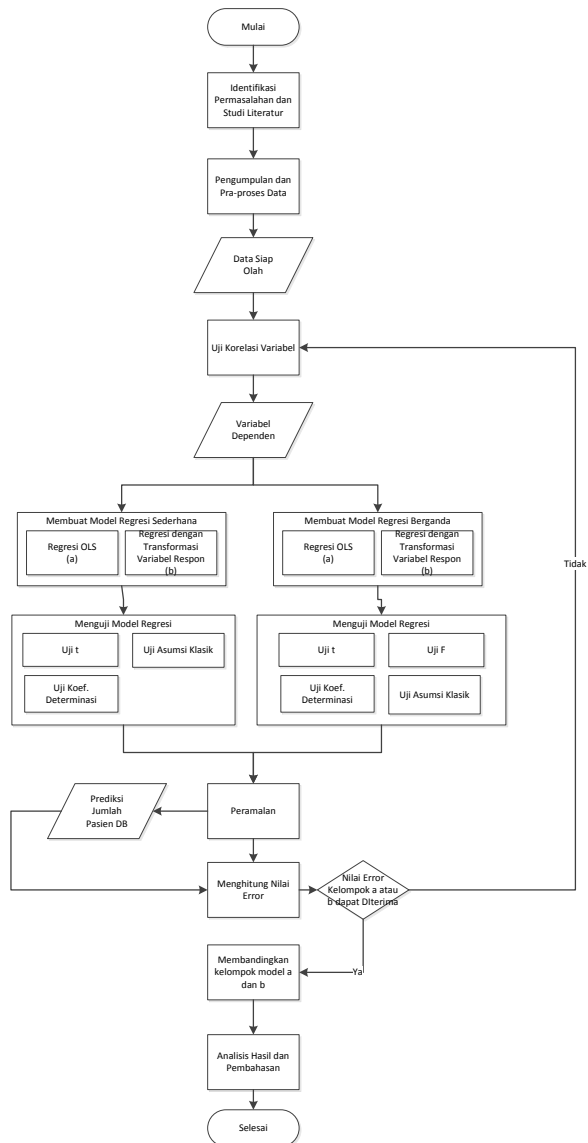 Mulai
Identifikasi
Permasalahan dan
Studi Literatur
Pengumpulan dan
Pra-proses Data
Data Siap
Olah
Uji Korelasi Variabel
Variabel
Dependen
Membuat Model Regresi Sederhana
Regresi OLS
(a)
Regresi dengan
Transformasi
Variabel Respon
(b)
Membuat Model Regresi Berganda
Regresi OLS
(a)
Regresi dengan
Transformasi
Variabel Respon
(b)
Tidak
Menguji Model Regresi
Uji t
Uji Asumsi Klasik
Uji Koef.
Determinasi
Menguji Model Regresi
Uji t
Uji F
Uji Koef.
Determinasi
Uji Asumsi Klasik
Prediksi
Jumlah
Pasien DB
Peramalan
Menghitung Nilai
Error
Nilai Error
Kelompok a atau
b dapat DIterima
Ya
Membandingkan
kelompok model a
dan b
Analisis Hasil dan
Pembahasan
Selesai